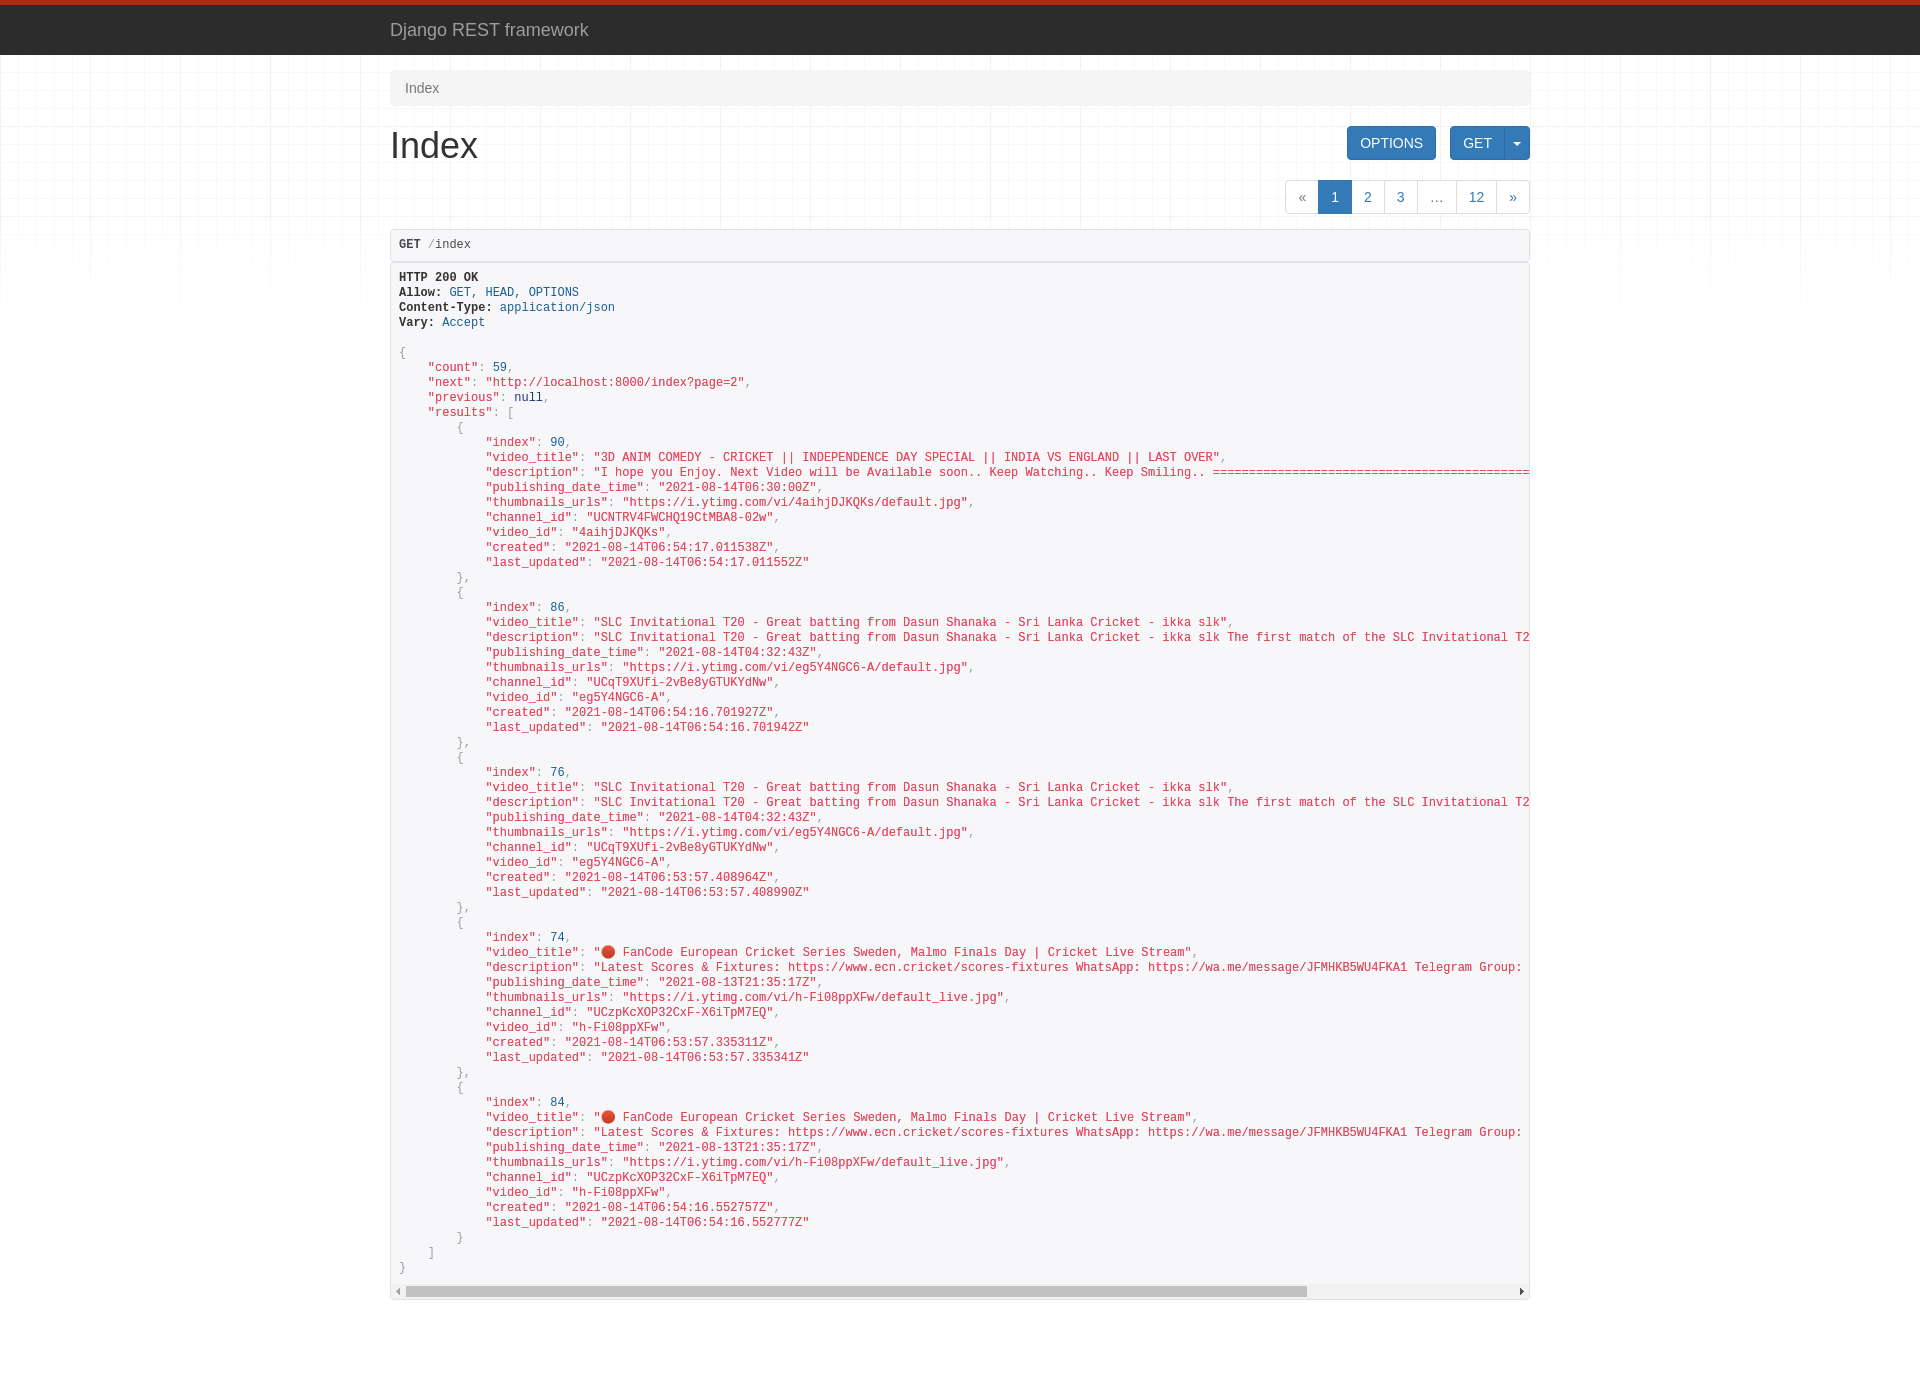 Django REST framework
Index
Index
OPTIONS GET
« 1 2 3 … 12 »
GET /index
HTTP 200 OK
Allow: GET, HEAD, OPTIONS
Content-Type: application/json
Vary: Accept
{
"count": 59,
"next": "http://localhost:8000/index?page=2",
"previous": null,
"results": [
{
"index": 90,
"video_title": "3D ANIM COMEDY - CRICKET || INDEPENDENCE DAY SPECIAL || INDIA VS ENGLAND || LAST OVER",
"description": "I hope you Enjoy. Next Video will be Available soon.. Keep Watching.. Keep Smiling.. ============================================
"publishing_date_time": "2021-08-14T06:30:00Z",
"thumbnails_urls": "https://i.ytimg.com/vi/4aihjDJKQKs/default.jpg",
"channel_id": "UCNTRV4FWCHQ19CtMBA8-02w",
"video_id": "4aihjDJKQKs",
"created": "2021-08-14T06:54:17.011538Z",
"last_updated": "2021-08-14T06:54:17.011552Z"
},
{
"index": 86,
"video_title": "SLC Invitational T20 - Great batting from Dasun Shanaka - Sri Lanka Cricket - ikka slk",
"description": "SLC Invitational T20 - Great batting from Dasun Shanaka - Sri Lanka Cricket - ikka slk The first match of the SLC Invitational T2
"publishing_date_time": "2021-08-14T04:32:43Z",
"thumbnails_urls": "https://i.ytimg.com/vi/eg5Y4NGC6-A/default.jpg",
"channel_id": "UCqT9XUfi-2vBe8yGTUKYdNw",
"video_id": "eg5Y4NGC6-A",
"created": "2021-08-14T06:54:16.701927Z",
"last_updated": "2021-08-14T06:54:16.701942Z"
},
{
"index": 76,
"video_title": "SLC Invitational T20 - Great batting from Dasun Shanaka - Sri Lanka Cricket - ikka slk",
"description": "SLC Invitational T20 - Great batting from Dasun Shanaka - Sri Lanka Cricket - ikka slk The first match of the SLC Invitational T2
"publishing_date_time": "2021-08-14T04:32:43Z",
"thumbnails_urls": "https://i.ytimg.com/vi/eg5Y4NGC6-A/default.jpg",
"channel_id": "UCqT9XUfi-2vBe8yGTUKYdNw",
"video_id": "eg5Y4NGC6-A",
"created": "2021-08-14T06:53:57.408964Z",
"last_updated": "2021-08-14T06:53:57.408990Z"
},
{
"index": 74,
"video_title": "🔴 FanCode European Cricket Series Sweden, Malmo Finals Day | Cricket Live Stream",
"description": "Latest Scores & Fixtures: https://www.ecn.cricket/scores-fixtures WhatsApp: https://wa.me/message/JFMHKB5WU4FKA1 Telegram Group:
"publishing_date_time": "2021-08-13T21:35:17Z",
"thumbnails_urls": "https://i.ytimg.com/vi/h-Fi08ppXFw/default_live.jpg",
"channel_id": "UCzpKcXOP32CxF-X6iTpM7EQ",
"video_id": "h-Fi08ppXFw",
"created": "2021-08-14T06:53:57.335311Z",
"last_updated": "2021-08-14T06:53:57.335341Z"
},
{
"index": 84,
"video_title": "🔴 FanCode European Cricket Series Sweden, Malmo Finals Day | Cricket Live Stream",
"description": "Latest Scores & Fixtures: https://www.ecn.cricket/scores-fixtures WhatsApp: https://wa.me/message/JFMHKB5WU4FKA1 Telegram Group:
"publishing_date_time": "2021-08-13T21:35:17Z",
"thumbnails_urls": "https://i.ytimg.com/vi/h-Fi08ppXFw/default_live.jpg",
"channel_id": "UCzpKcXOP32CxF-X6iTpM7EQ",
"video_id": "h-Fi08ppXFw",
"created": "2021-08-14T06:54:16.552757Z",
"last_updated": "2021-08-14T06:54:16.552777Z"
}
]
}